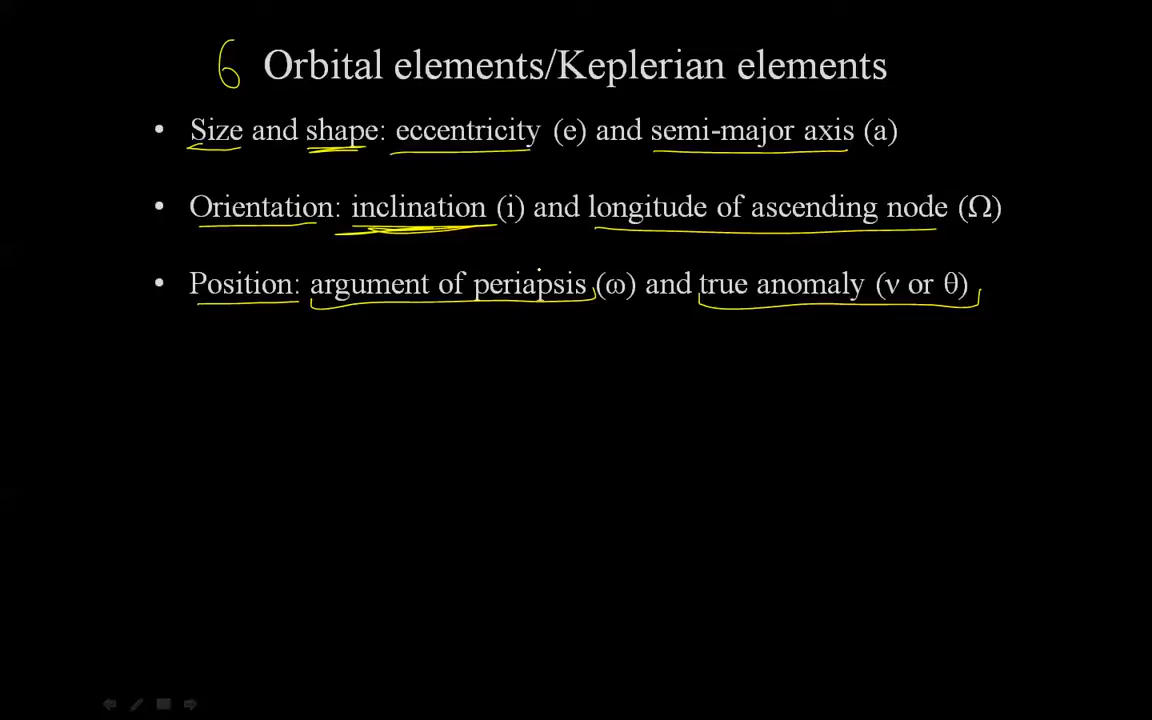 6 Orbital elements/Keplerian elements
• Size and shape: eccentricity (e) and semi-major axis (a)
• Orientation: inclination (i) and longitude of ascending node (Ω)
• Position: argument of periapsis (ω) and true anomaly (ν or θ)